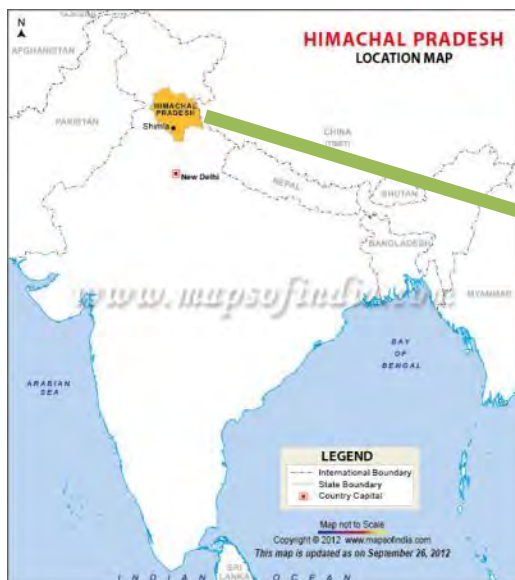 N
HIMACHAL PRADESH
LOCATION MAP
AFGHANISTAN
PAKISTAN
HIMACHAL
PRADESH
Shimla
New Delhi
CHINA
NEPAL
BHUTAN
BANGLADESH
MYANMAR
www.mapsofindia.com
ARABIAN
SEA
BAY
OF
BENGAL
LEGEND
International Boundary
State Boundary
Country Capital
Map not to Scale
Copyright © 2012 www.mapsofindia.com
This map is updated as on September 26, 2012
SRI
LANKA
INDIAN OCEAN